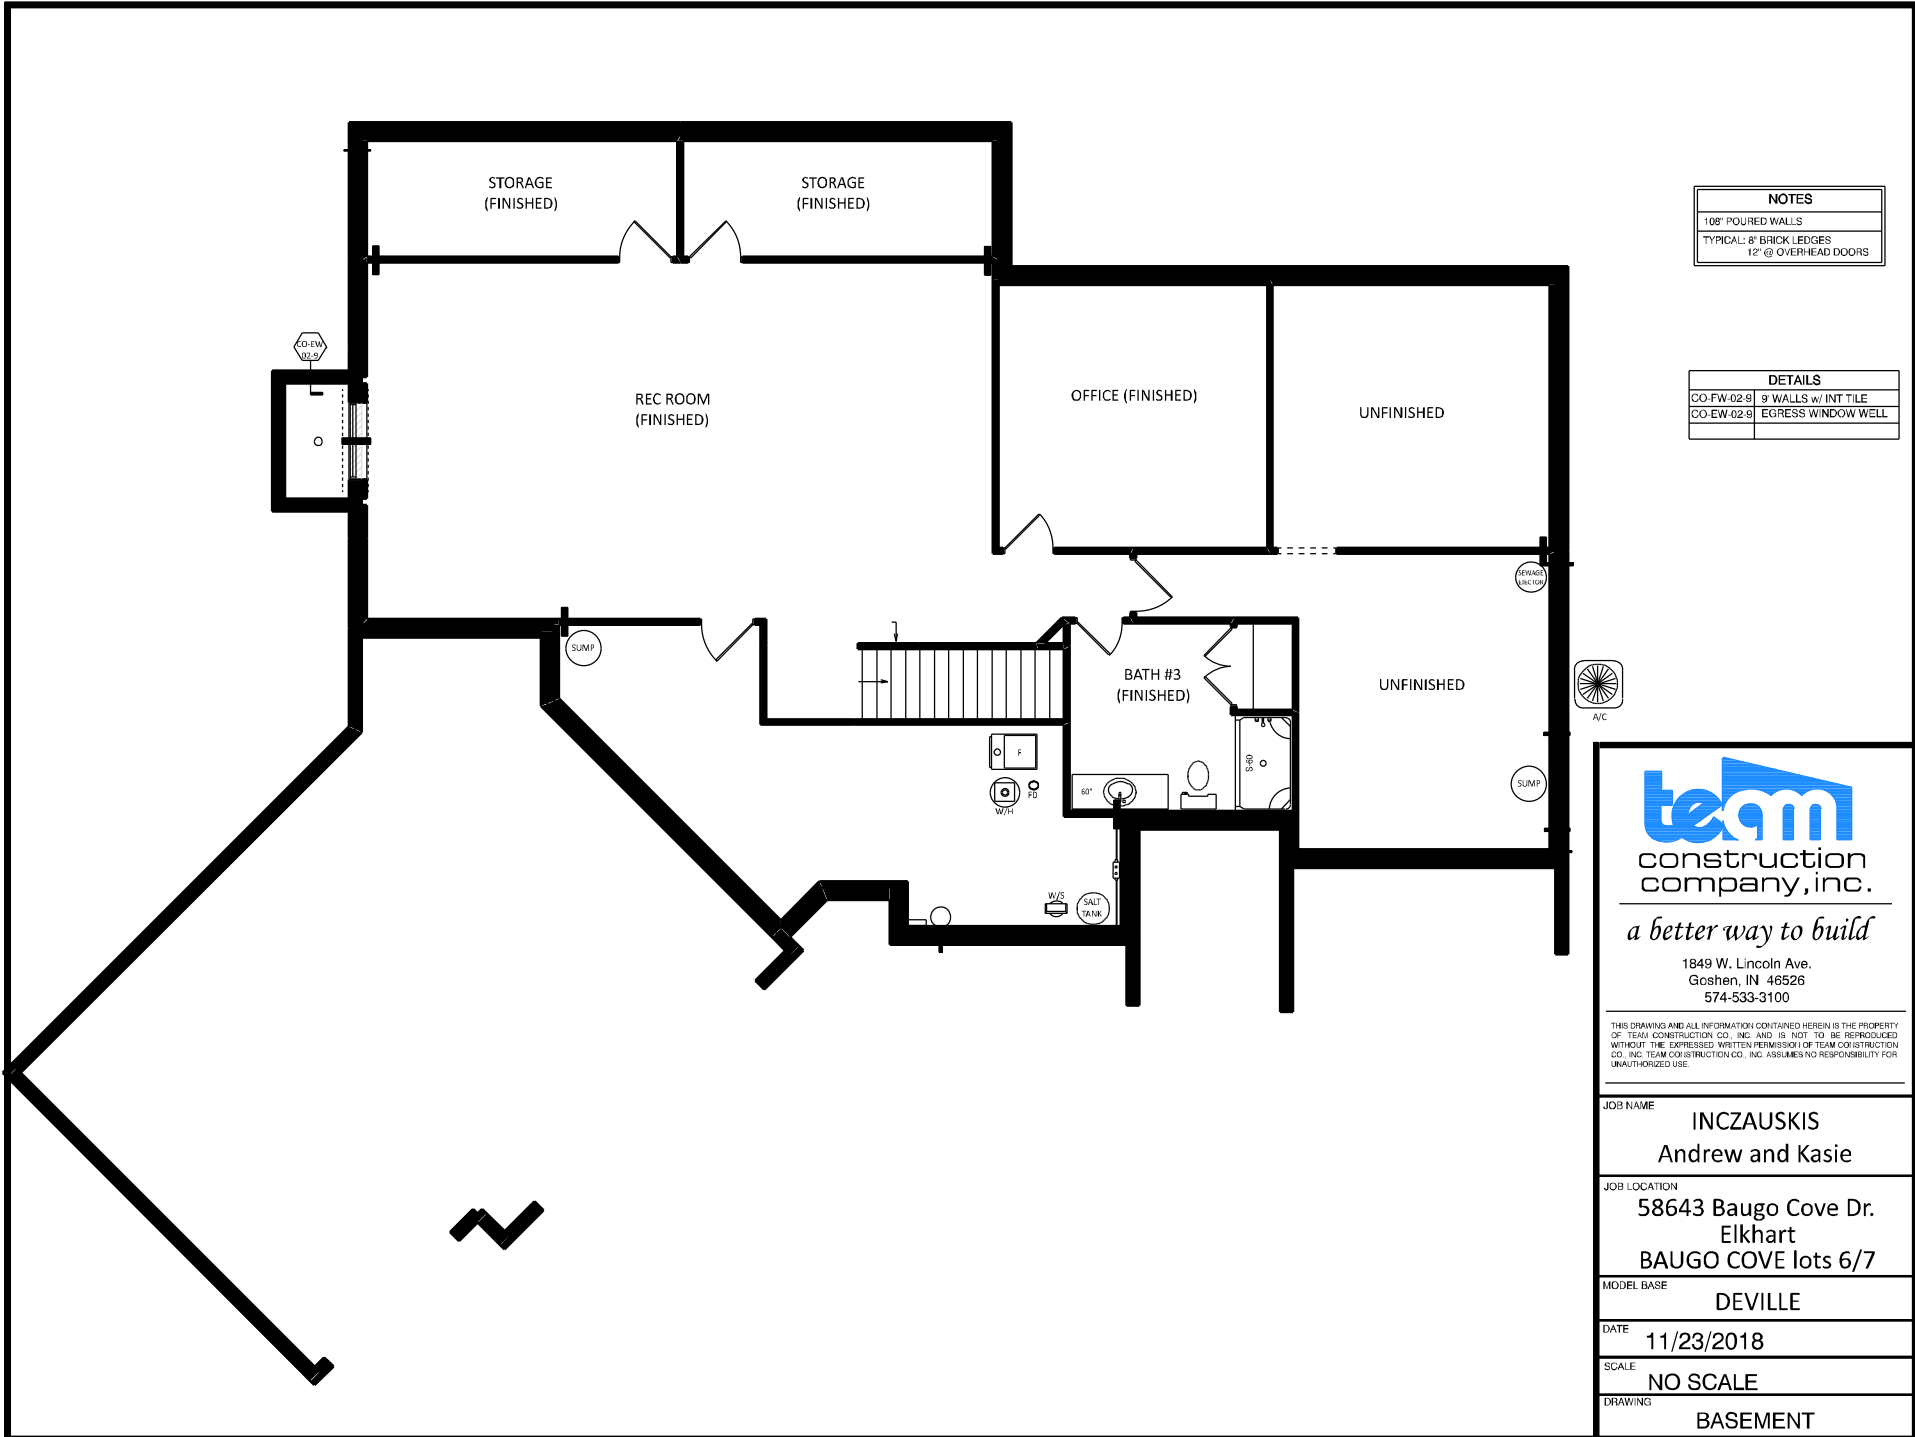 STORAGE
(FINISHED)
STORAGE
(FINISHED)
NOTES
108" POURED WALLS
TYPICAL: 8" BRICK LEDGES
12" @ OVERHEAD DOORS
CO-EW
02-9
REC ROOM
(FINISHED)
OFFICE (FINISHED)
UNFINISHED
DETAILS
CO-FW-02-9 9' WALLS w/ INT TILE
CO-EW-02-9 EGRESS WINDOW WELL
SEWAGE
EJECTOR
SUMP
BATH #3
(FINISHED)
UNFINISHED
A/C
F
S-60
60"
W/H
FD
SUMP
W/S
SALT
TANK
team
construction
company,inc.
a better way to build
1849 W. Lincoln Ave.
Goshen, IN 46526
574-533-3100
THIS DRAWING AND ALL INFORMATION CONTAINED HEREIN IS THE PROPERTY
OF TEAM CONSTRUCTION CO., INC. AND IS NOT TO BE REPRODUCED
WITHOUT THE EXPRESSED WRITTEN PERMISSION OF TEAM CONSTRUCTION
CO., INC. TEAM CONSTRUCTION CO., INC. ASSUMES NO RESPONSIBILITY FOR
UNAUTHORIZED USE.
JOB NAME
INCZAUSKIS
Andrew and Kasie
JOB LOCATION
58643 Baugo Cove Dr.
Elkhart
BAUGO COVE lots 6/7
MODEL BASE
DEVILLE
DATE
11/23/2018
SCALE
NO SCALE
DRAWING
BASEMENT